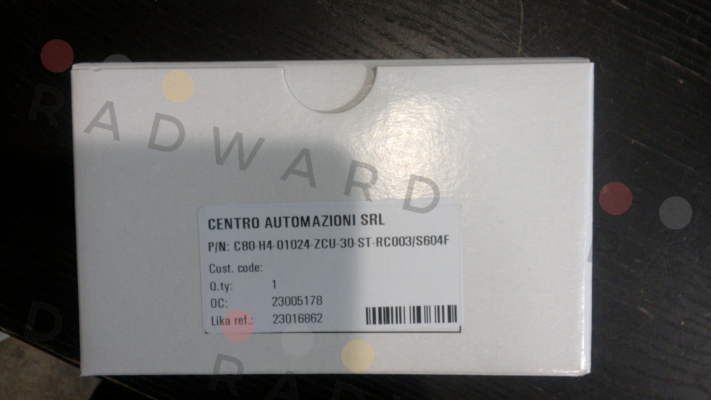 RADWARD
CENTRO AUTOMAZIONI SRL
P/N: C80-H4-01024-ZCU-30-ST-RC003/S604F
Cust. code:
Q.ty: 1
OC: 23005178
Lika ref.: 23016862
RADWARD